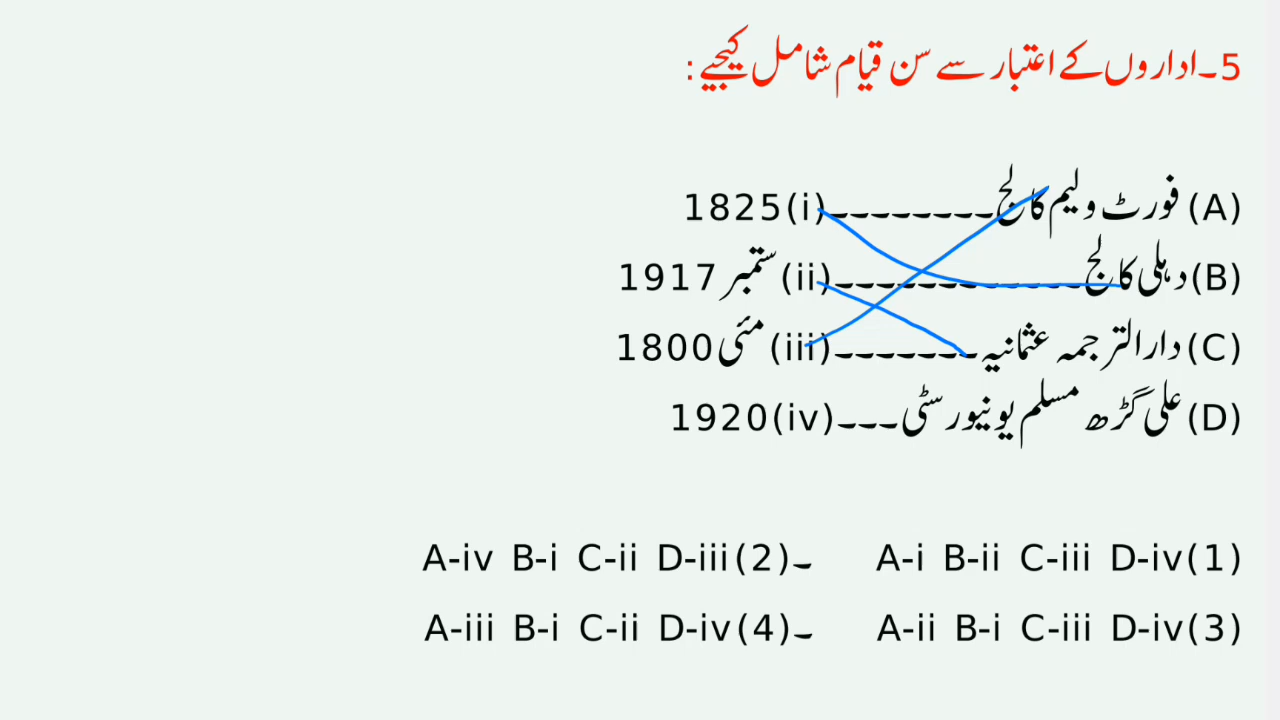 5۔اداروں کے اعتبار سے سن قیام شامل کیجیے:
(A) فورٹ ولیم کالج۔۔۔۔۔۔۔۔(i)1825
(B)دہلی کالج۔۔۔۔۔۔۔۔۔۔۔۔(ii) ستمبر 1917
(C) دارالترجمہ عثمانیہ۔۔۔۔۔۔۔(iii) مئی1800
(D) علی گڑھ مسلم یونیورسٹی۔۔۔(iv)1920
(1)A-i B-ii C-iii D-iv ۔(2)A-iv B-i C-ii D-iii
(3)A-ii B-i C-iii D-iv ۔(4)A-iii B-i C-ii D-iv